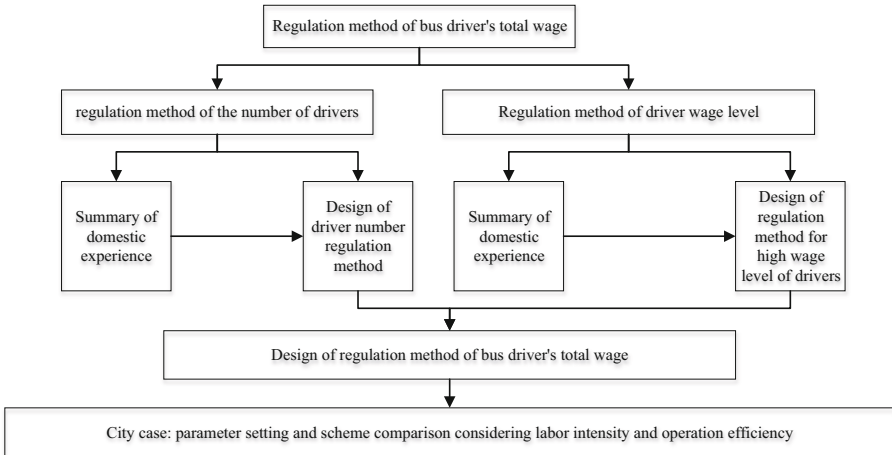 Regulation method of bus driver's total wage
regulation method of the number of drivers
Regulation method of driver wage level
Summary of
domestic
experience
Design of
driver number
regulation
method
Summary of
domestic
experience
Design of
regulation
method for
high wage
level of drivers
Design of regulation method of bus driver's total wage
City case: parameter setting and scheme comparison considering labor intensity and operation efficiency